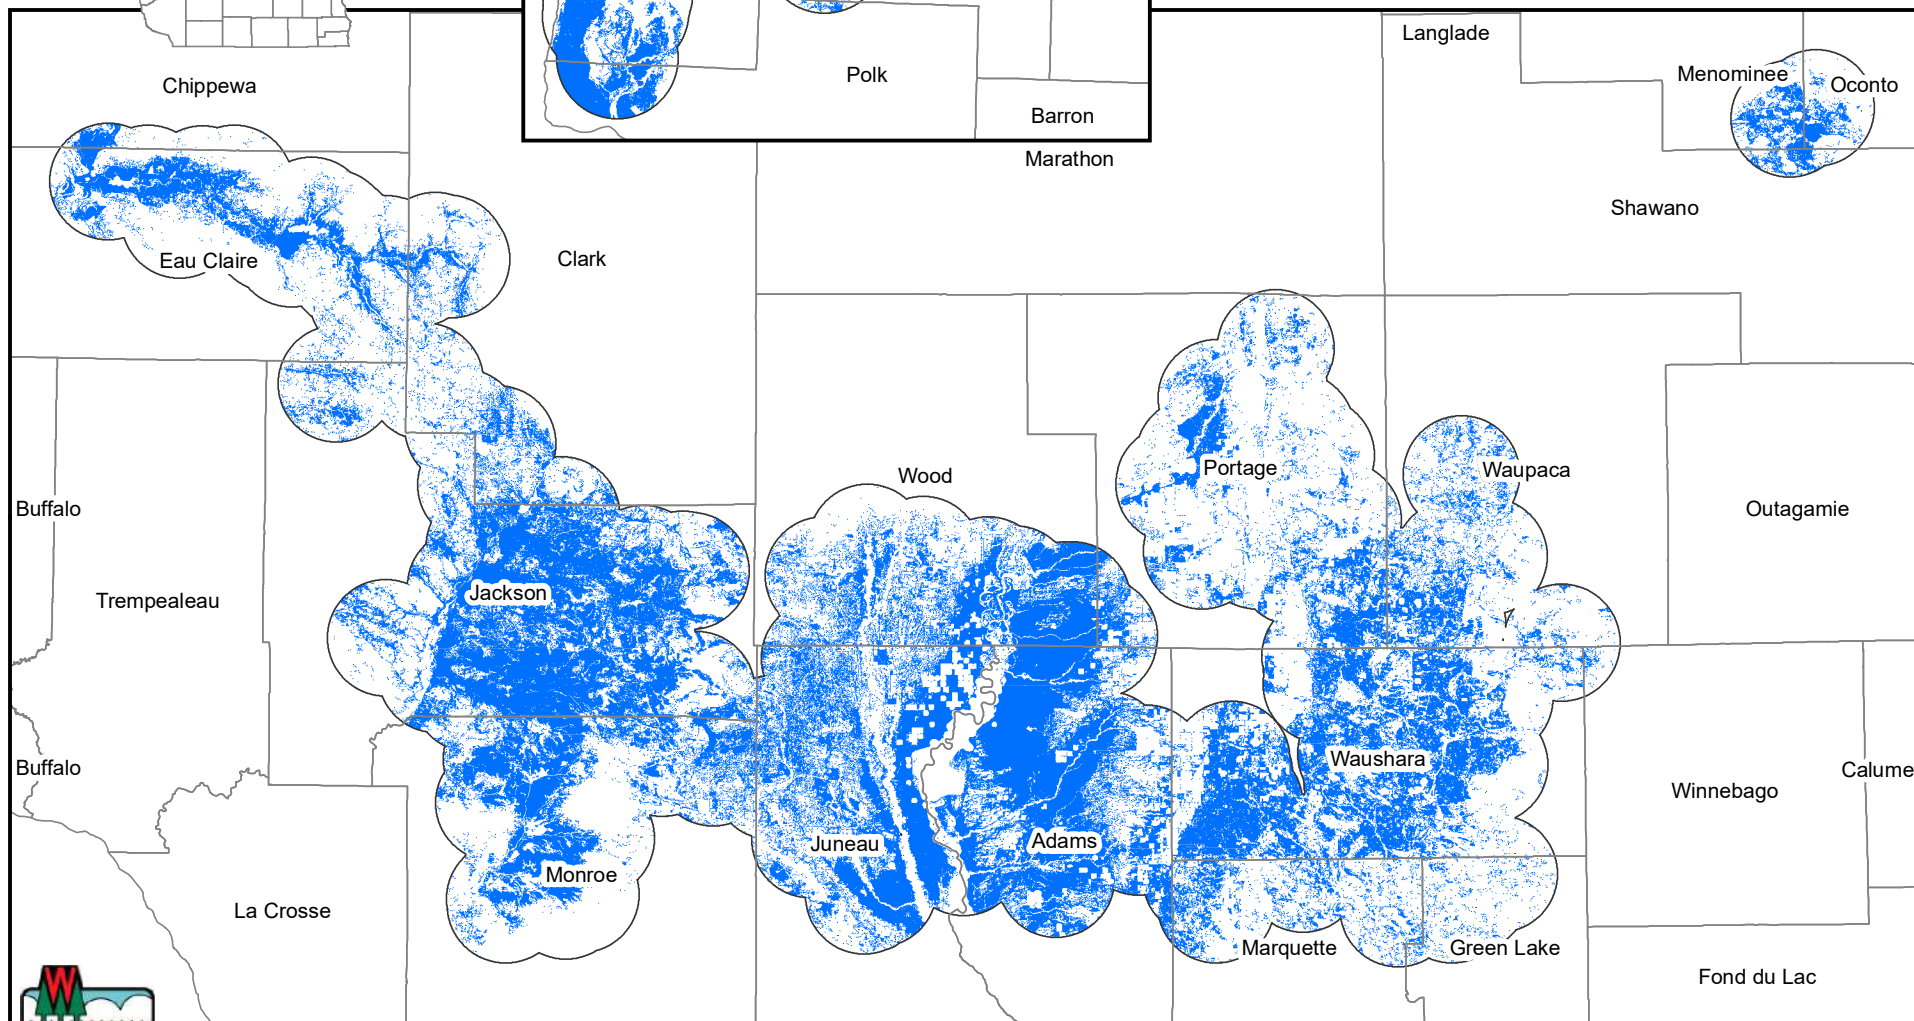 Langlade
Polk
Menominee
Oconto
Chippewa
Barron
Marathon
Shawano
Clark
Eau Claire
Portage
Waupaca
Wood
Buffalo
Outagamie
Jackson
Trempealeau
Waushara
Buffalo
Calume
Winnebago
Juneau
Adams
Monroe
La Crosse
Marquette
Green Lake
Fond du Lac
W